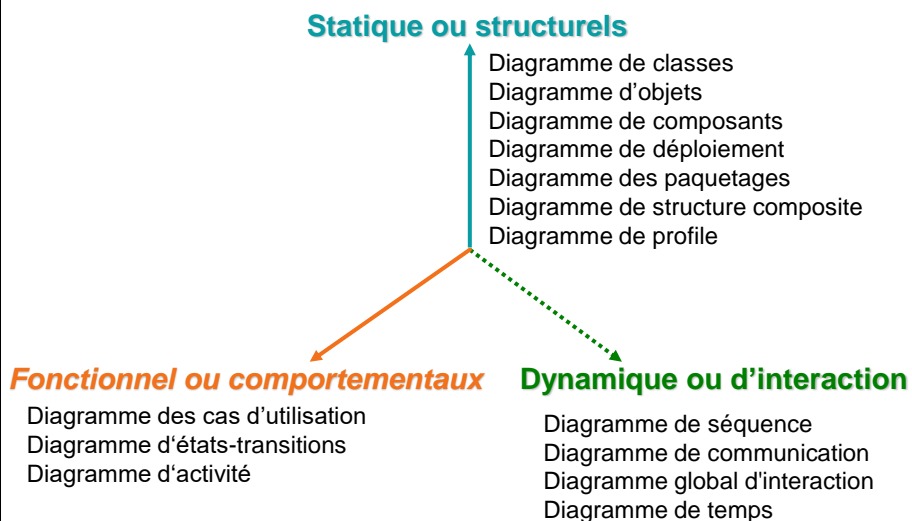 Statique ou structurels
Diagramme de classes
Diagramme d’objets
Diagramme de composants
Diagramme de déploiement
Diagramme des paquetages
Diagramme de structure composite
Diagramme de profile
Fonctionnel ou comportementaux
Diagramme des cas d’utilisation
Diagramme d‘états-transitions
Diagramme d‘activité
Dynamique ou d’interaction
Diagramme de séquence
Diagramme de communication
Diagramme global d'interaction
Diagramme de temps